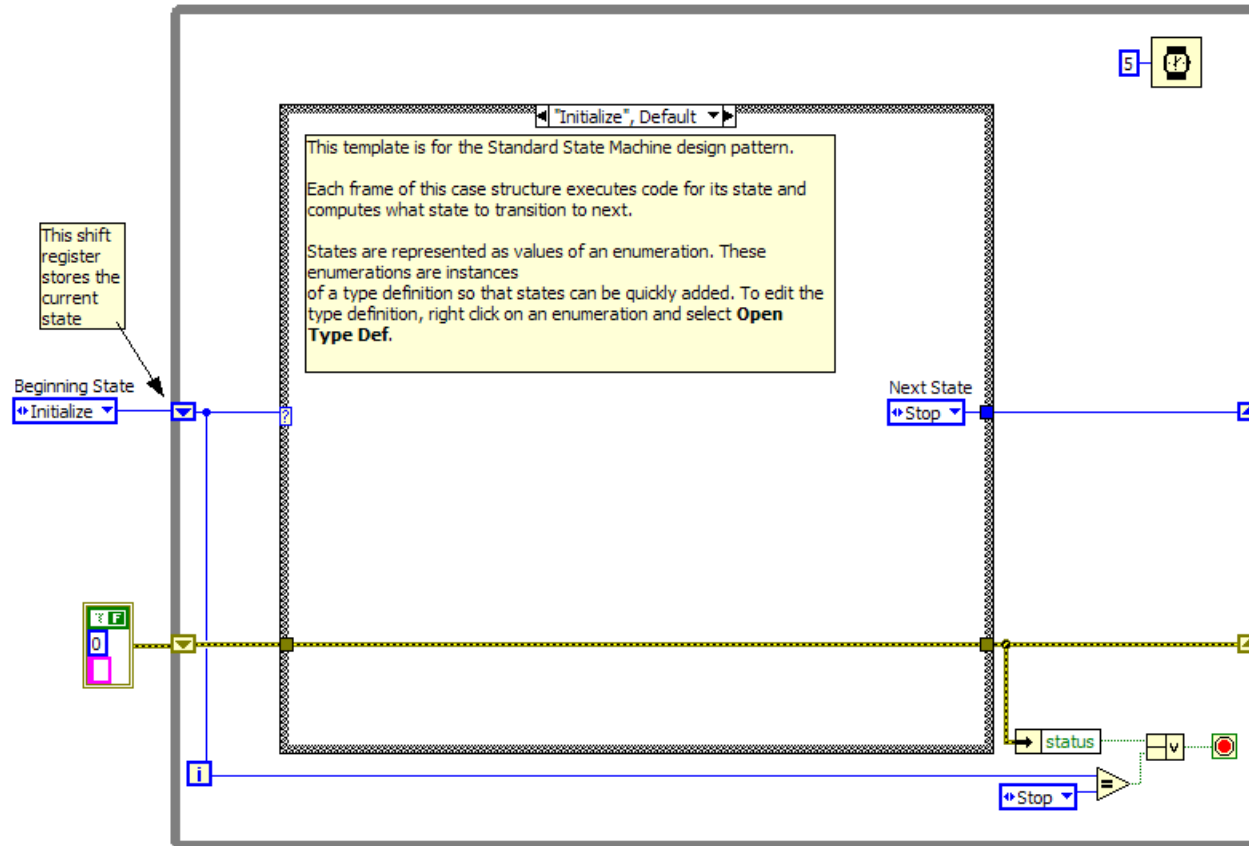 5
"Initialize", Default
This template is for the Standard State Machine design pattern.
Each frame of this case structure executes code for its state and
computes what state to transition to next.
States are represented as values of an enumeration. These
enumerations are instances
of a type definition so that states can be quickly added. To edit the
type definition, right click on an enumeration and select Open
Type Def.
This shift
register
stores the
current
state
Beginning State
Initialize
?
Next State
Stop
F
0
status
v
i
=
Stop